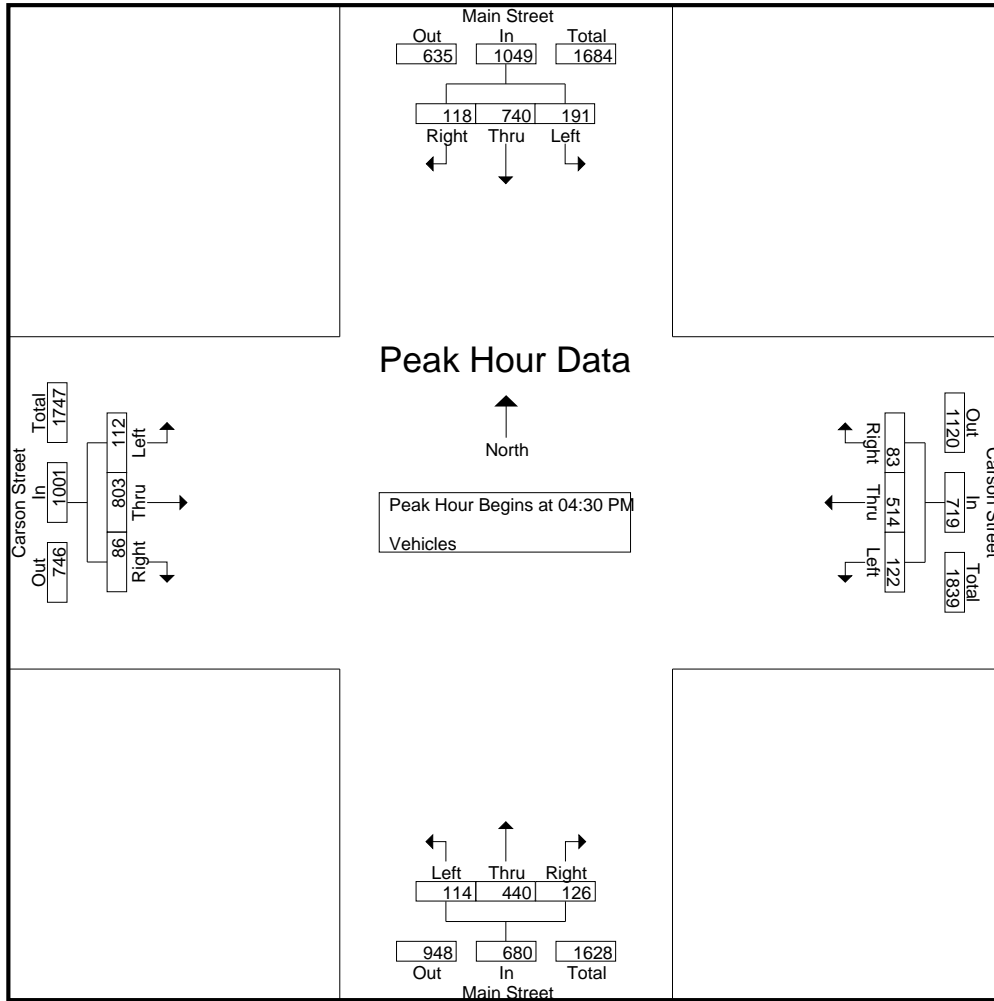 Main Street
Out In Total
635 1049 1684
118 740 191
Right Thru Left
Peak Hour Data
North
Peak Hour Begins at 04:30 PM
Vehicles
Carson Street
Total In Out
1747 1001 746
112 803 86
Left Thru Right
Right Thru Left
83 514 122
Out In Total
1120 719 1839
Carson Street
Left Thru Right
114 440 126
948 680 1628
Out In Total
Main Street